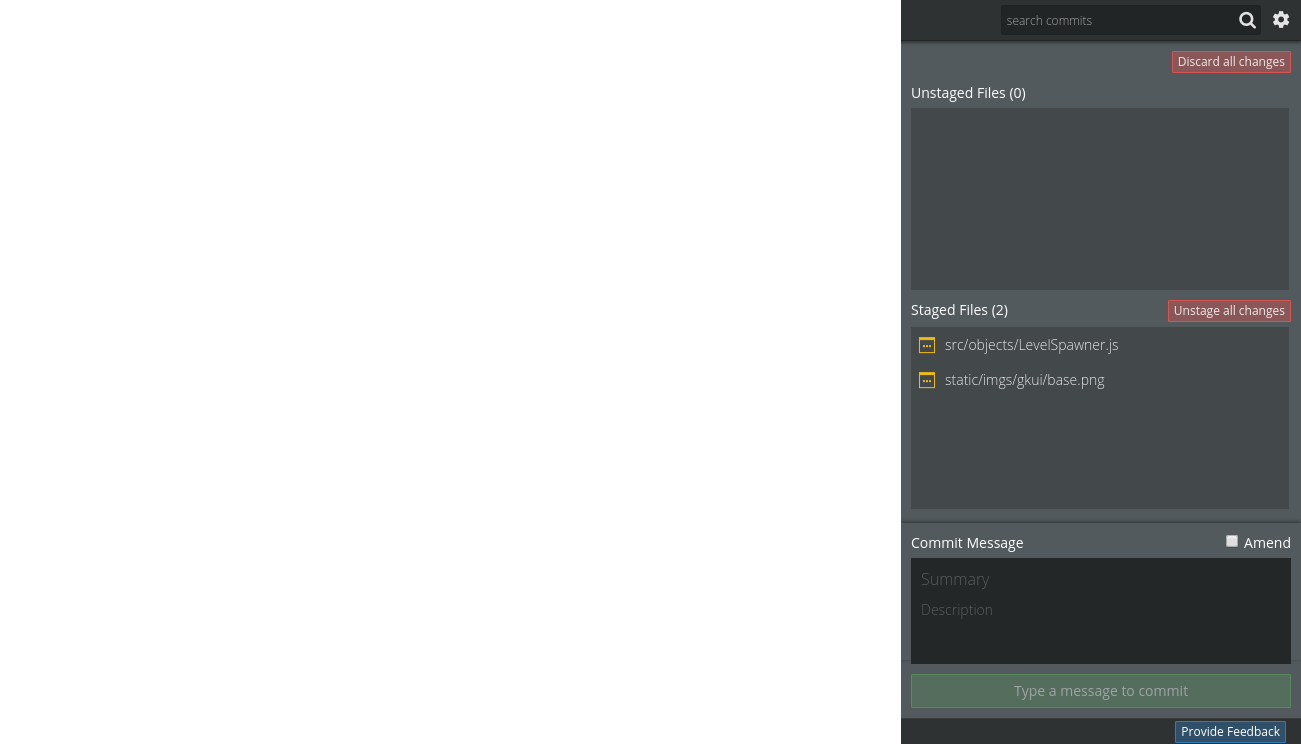 search commits
Discard all changes
Unstaged Files (0)
Staged Files (2)
Unstage all changes
src/objects/LevelSpawner.js
static/imgs/gkui/base.png
Commit Message
Amend
Summary
Description
Type a message to commit
Provide Feedback